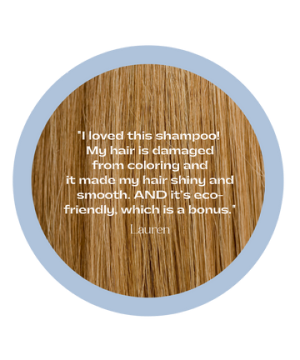 "I loved this shampoo!
My hair is damaged
from coloring and
it made my hair shiny and
smooth. AND it's eco-
friendly, which is a bonus."
Lauren